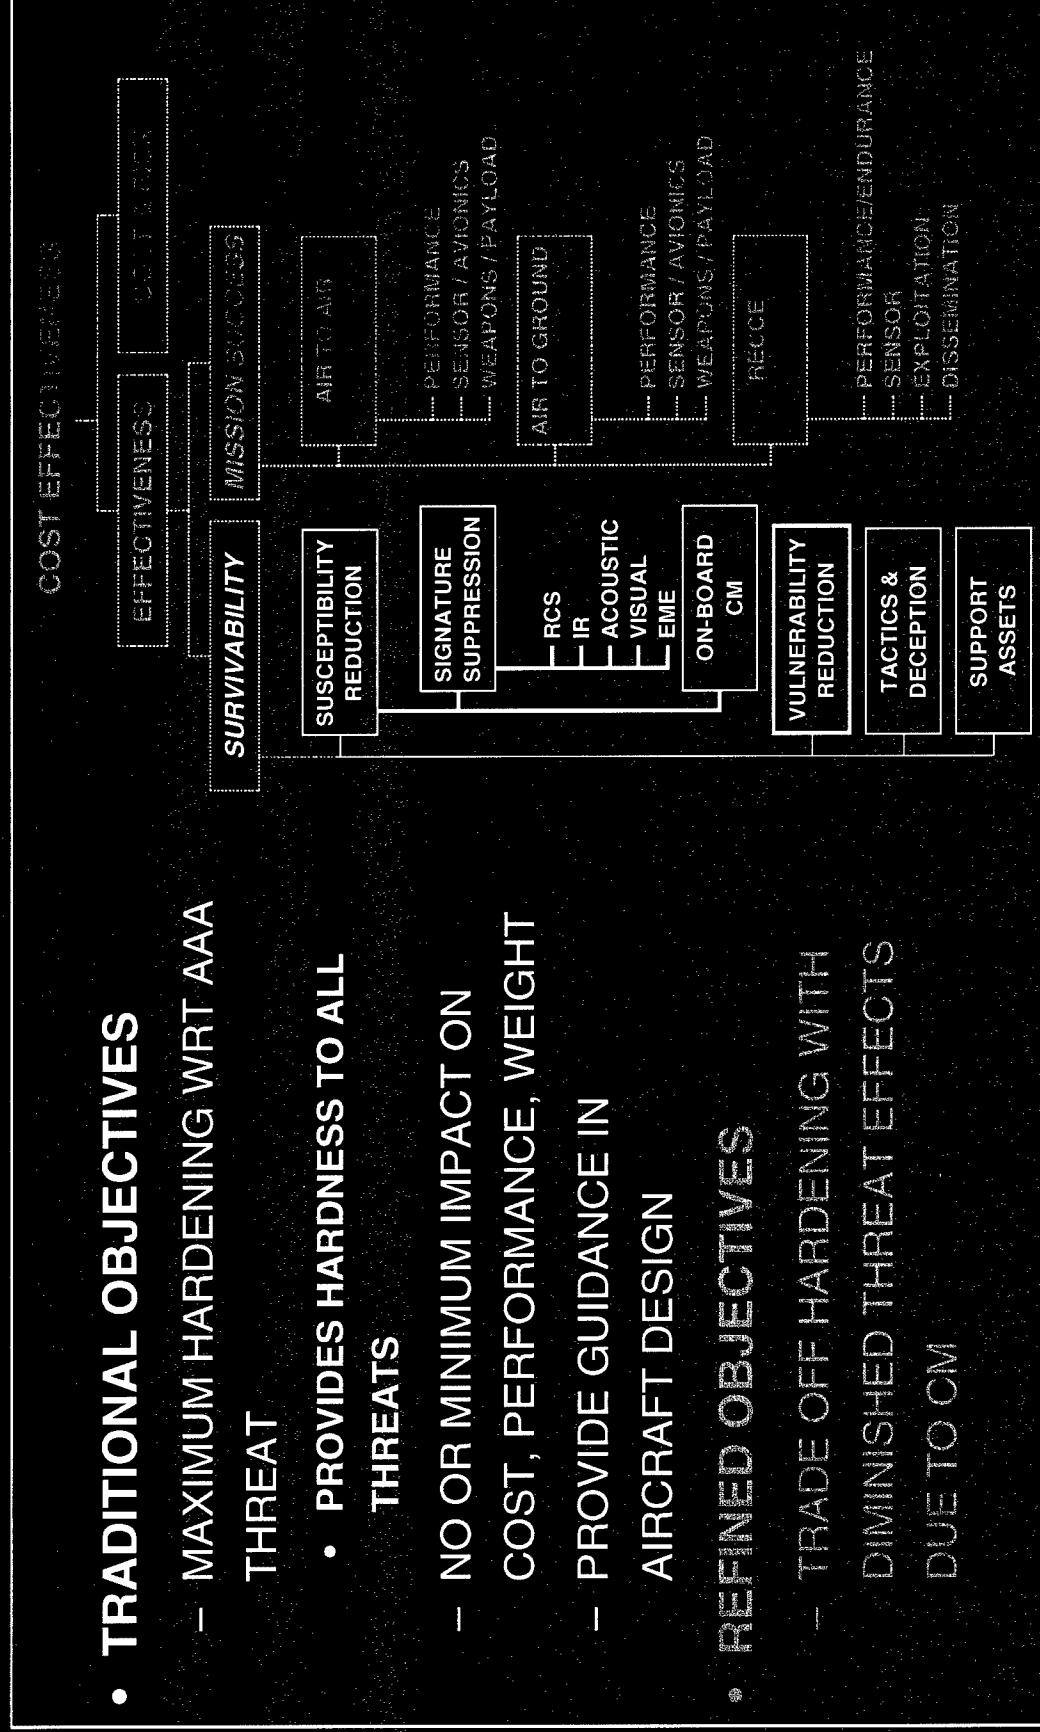 • TRADITIONAL OBJECTIVES
– MAXIMUM HARDENING WRT AAA
THREAT
• PROVIDES HARDNESS TO ALL
THREATS
– NO OR MINIMUM IMPACT ON
COST, PERFORMANCE, WEIGHT
– PROVIDE GUIDANCE IN
AIRCRAFT DESIGN
• REFINED OBJECTIVES
– TRADE OFF HARDENING WITH
DIMINISHED THREAT EFFECTS
DUE TO CM
COST EFFECTIVENESS
EFFECTIVENESS
SURVIVABILITY
MISSION SUCCESS
SUSCEPTIBILITY
REDUCTION
SIGNATURE
SUPPRESSION
RCS
IR
ACOUSTIC
VISUAL
EME
ON-BOARD
CM
VULNERABILITY
REDUCTION
TACTICS &
DECEPTION
SUPPORT
ASSETS
AIR TO AIR
PERFORMANCE
SENSOR / AVIONICS
WEAPONS / PAYLOAD
AIR TO GROUND
PERFORMANCE
SENSOR / AVIONICS
WEAPONS / PAYLOAD
RECCE
PERFORMANCE/ENDURANCE
SENSOR
EXPLOITATION
DISSEMINATION